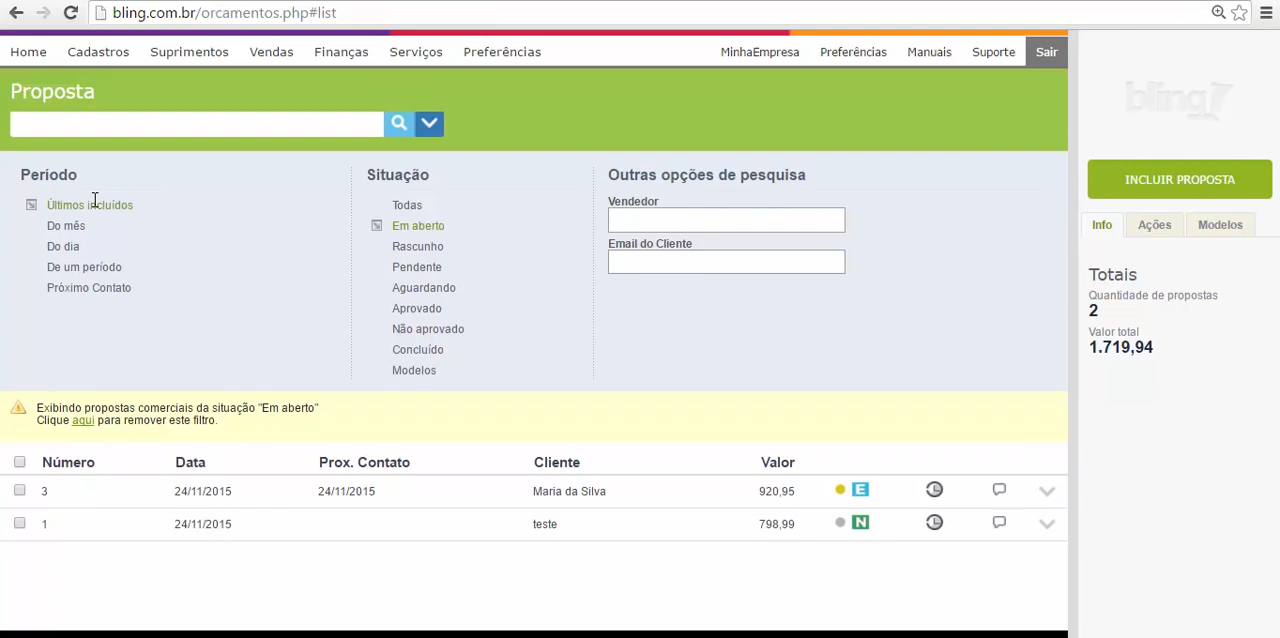 bling.com.br/orcamentos.php#list
Home Cadastros Suprimentos Vendas Finanças Serviços Preferências MinhaEmpresa Preferências Manuais Suporte Sair
Proposta
bling7
INCLUIR PROPOSTA
Info Ações Modelos
Totais
Quantidade de propostas
2
Valor total
1.719,94
Período
Últimos incluídos
Do mês
Do dia
De um período
Próximo Contato
Situação
Todas
Em aberto
Rascunho
Pendente
Aguardando
Aprovado
Não aprovado
Concluído
Modelos
Outras opções de pesquisa
Vendedor
Email do Cliente
Exibindo propostas comerciais da situação "Em aberto"
Clique aqui para remover este filtro.
Número Data Prox. Contato Cliente Valor
3 24/11/2015 24/11/2015 Maria da Silva 920,95 E
1 24/11/2015 teste 798,99 N